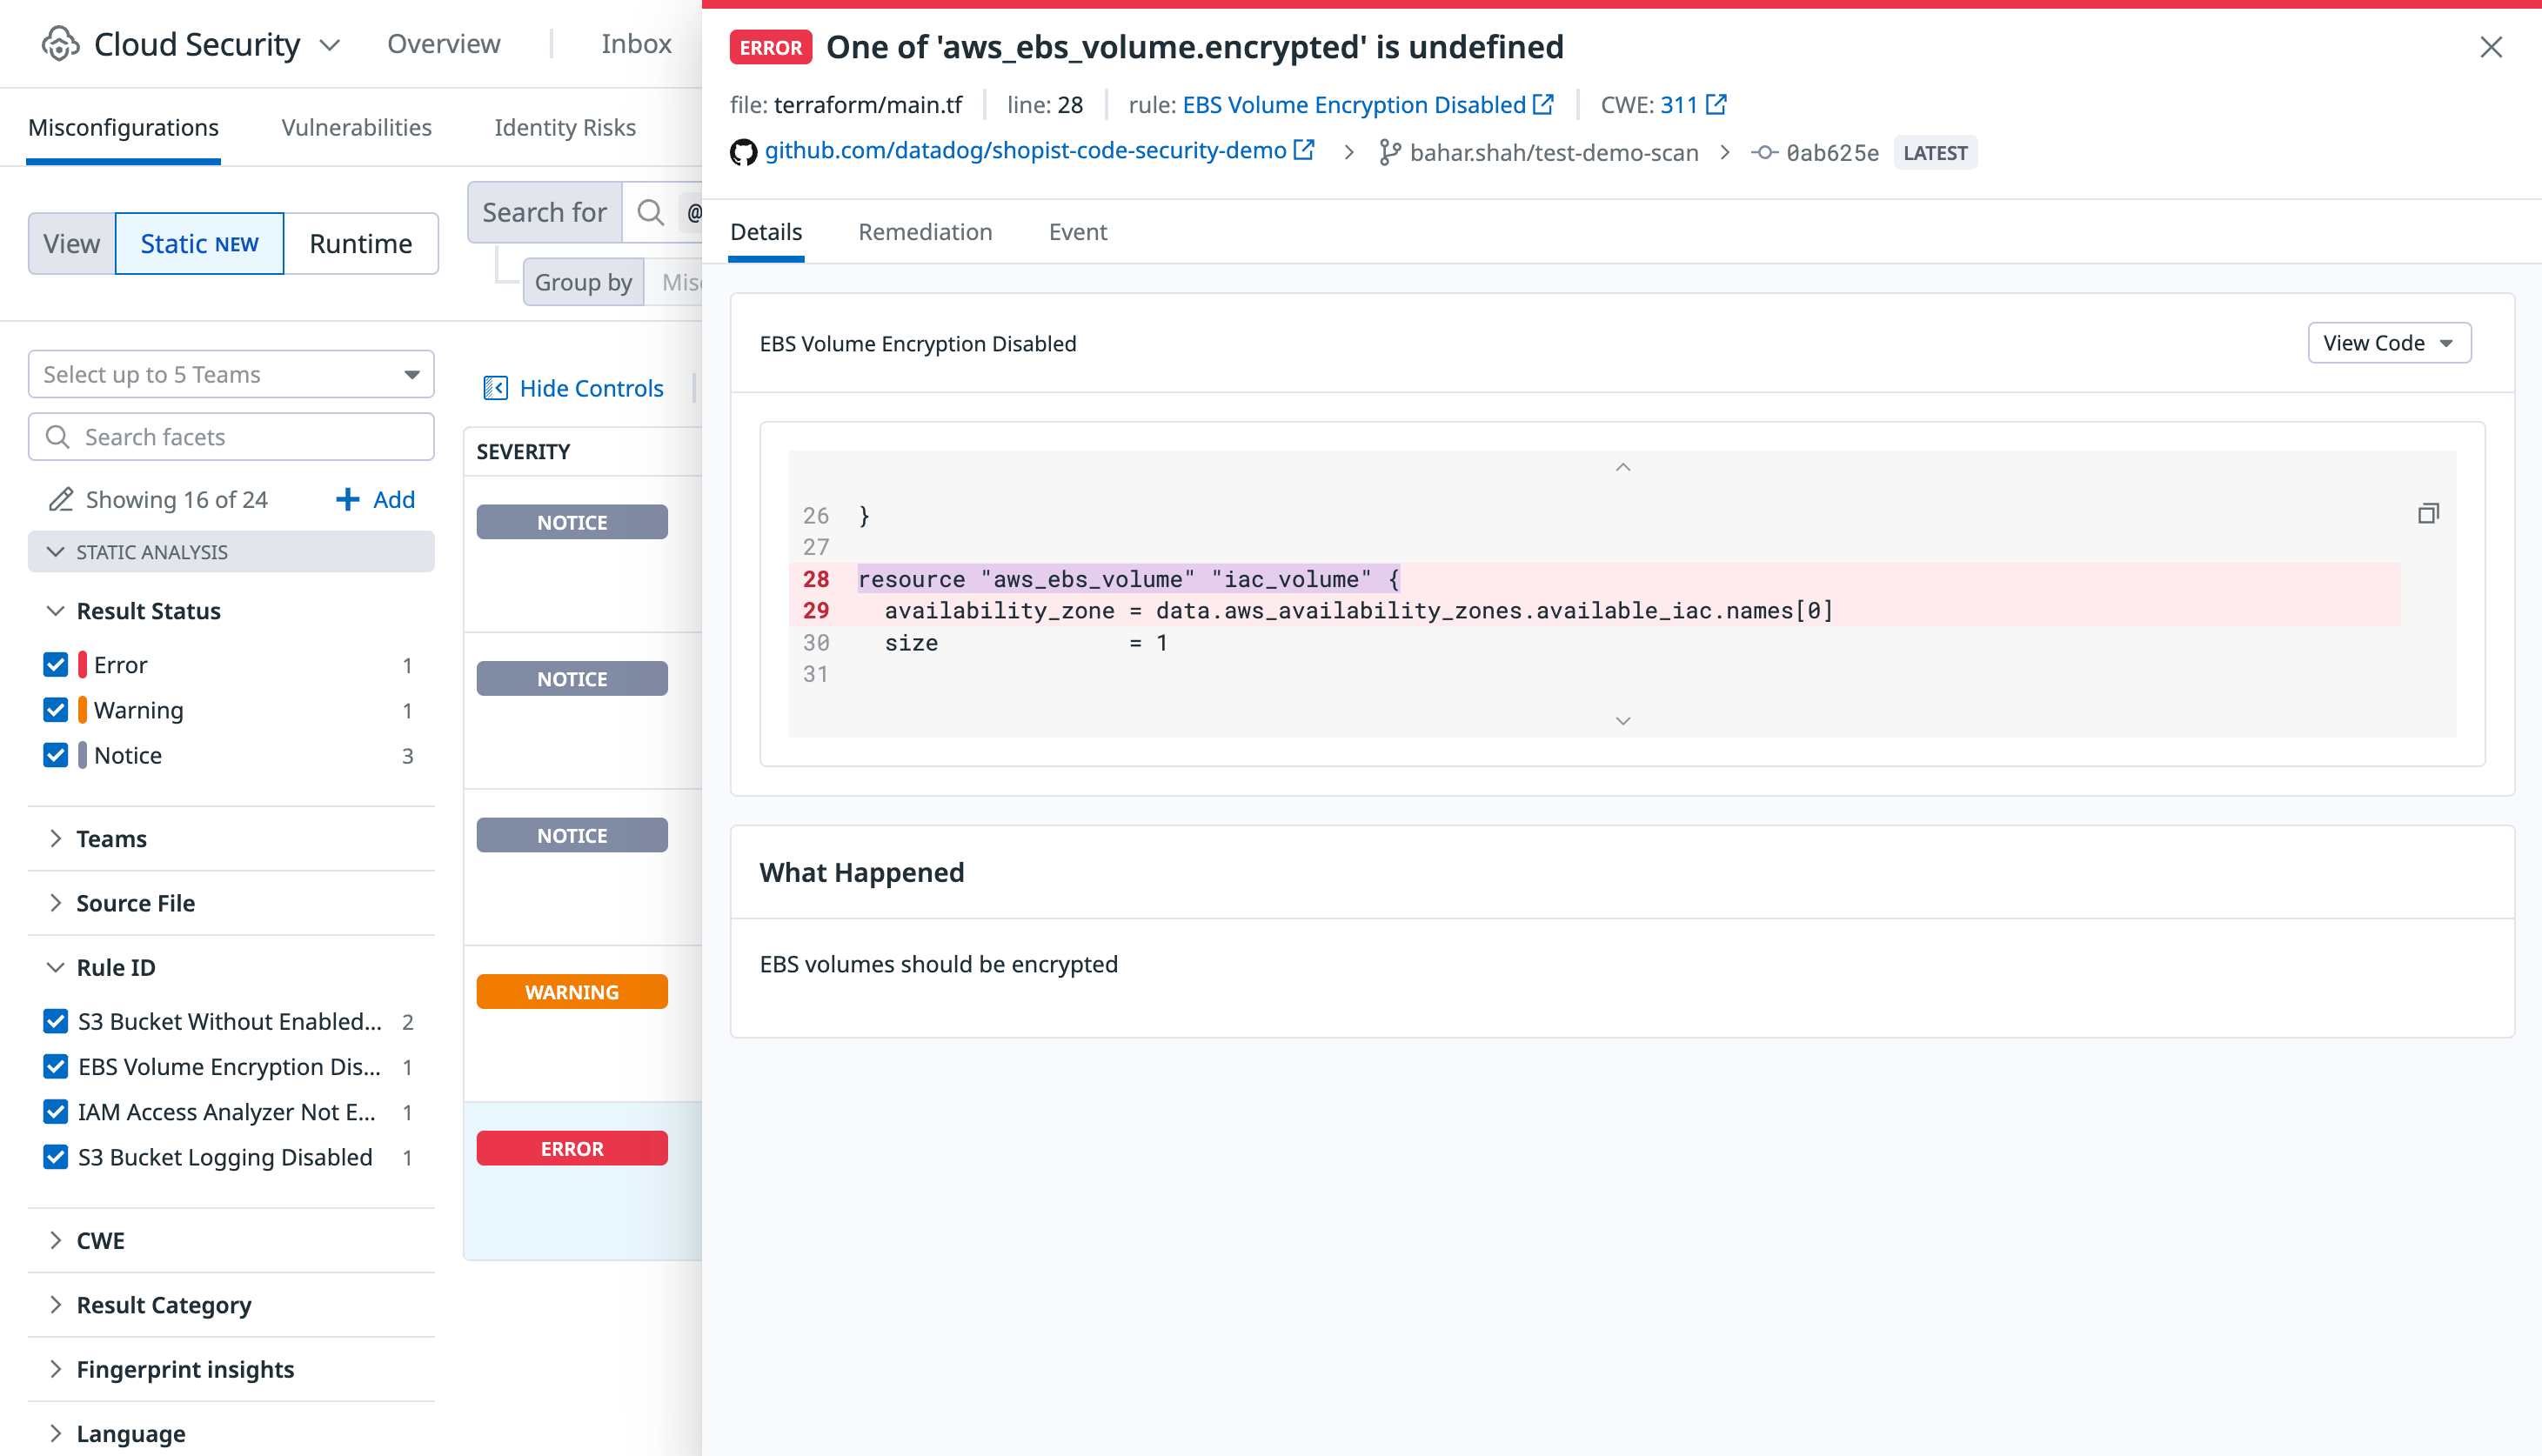 Cloud Security
Overview
Inbox
Misconfigurations
Vulnerabilities
Identity Risks
View
Static NEW
Runtime
Search for
@
Group by
Select up to 5 Teams
Search facets
Showing 16 of 24
Add
STATIC ANALYSIS
Result Status
Error 1
Warning 1
Notice 3
Teams
Source File
Rule ID
S3 Bucket Without Enabled... 2
EBS Volume Encryption Dis... 1
IAM Access Analyzer Not E... 1
S3 Bucket Logging Disabled 1
CWE
Result Category
Fingerprint insights
Language
Hide Controls
SEVERITY
NOTICE
NOTICE
NOTICE
WARNING
ERROR
ERROR One of 'aws_ebs_volume.encrypted' is undefined
file: terraform/main.tf line: 28 rule: EBS Volume Encryption Disabled CWE: 311
github.com/datadog/shopist-code-security-demo bahar.shah/test-demo-scan 0ab625e LATEST
Details
Remediation
Event
EBS Volume Encryption Disabled
View Code
26 }
27
28 resource "aws_ebs_volume" "iac_volume" {
29 availability_zone = data.aws_availability_zones.available_iac.names[0]
30 size = 1
31
What Happened
EBS volumes should be encrypted